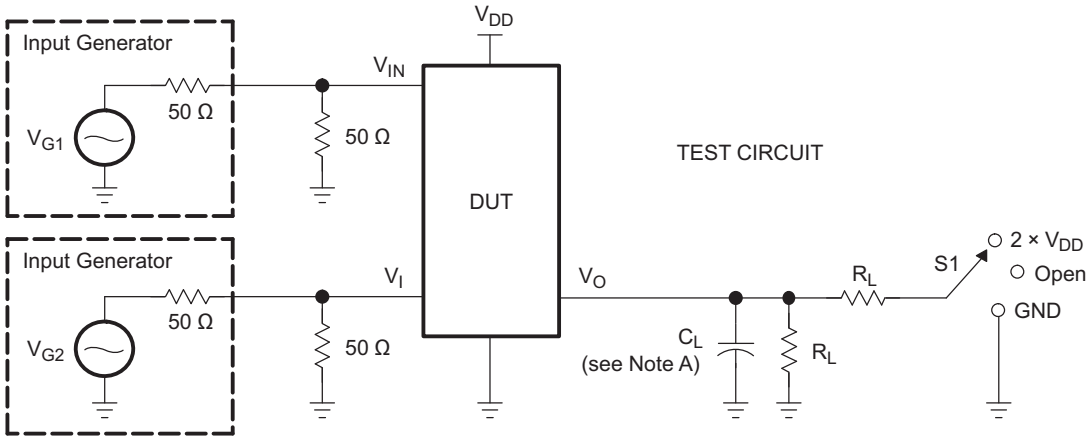 V_DD
Input Generator
V_IN
50 Ω
V_G1
50 Ω
TEST CIRCUIT
DUT
Input Generator
V_I
V_O
R_L
S1
2 × V_DD
Open
GND
50 Ω
V_G2
50 Ω
C_L
(see Note A)
R_L